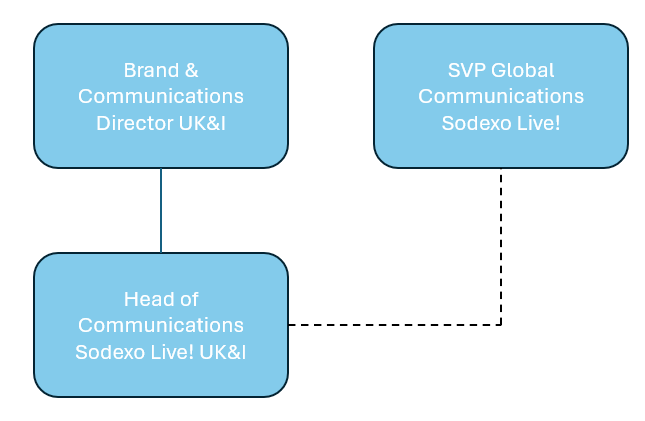 Brand &
Communications
Director UK&I
SVP Global
Communications
Sodexo Live!
Head of
Communications
Sodexo Live! UK&I